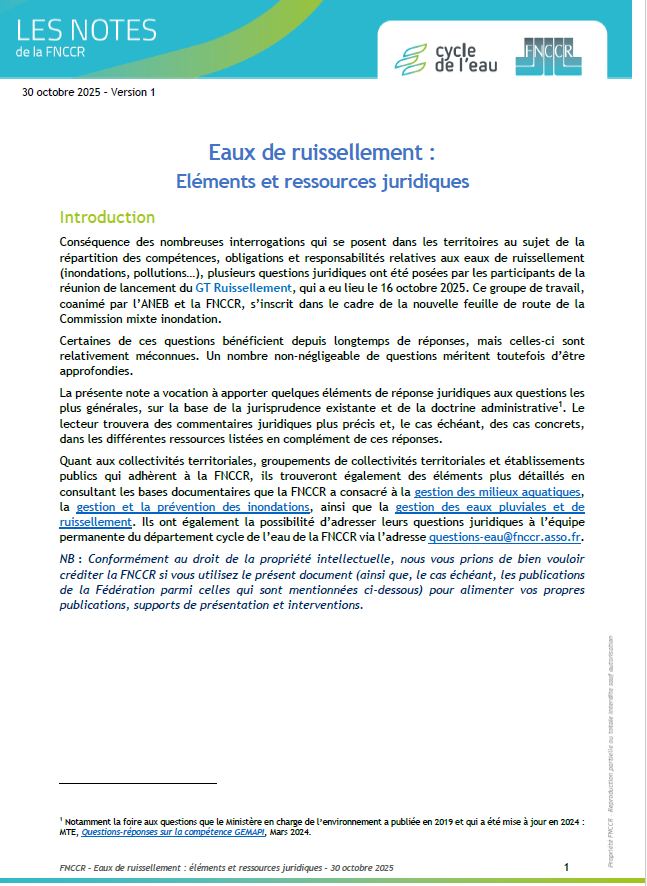 LES NOTES
de la FNCCR
cycle
de l'eau
FNCCR
30 octobre 2025 – Version 1
Eaux de ruissellement :
Eléments et ressources juridiques
Introduction
Conséquence des nombreuses interrogations qui se posent dans les territoires au sujet de la
répartition des compétences, obligations et responsabilités relatives aux eaux de ruissellement
(inondations, pollutions…), plusieurs questions juridiques ont été posées par les participants de la
réunion de lancement du GT Ruissellement, qui a eu lieu le 16 octobre 2025. Ce groupe de travail,
coanimé par l'ANEB et la FNCCR, s'inscrit dans le cadre de la nouvelle feuille de route de la
Commission mixte inondation.
Certaines de ces questions bénéficient depuis longtemps de réponses, mais celles-ci sont
relativement méconnues. Un nombre non-négligeable de questions méritent toutefois d'être
approfondies.
La présente note a vocation à apporter quelques éléments de réponse juridiques aux questions les
plus générales, sur la base de la jurisprudence existante et de la doctrine administrative¹. Le
lecteur trouvera des commentaires juridiques plus précis et, le cas échéant, des cas concrets,
dans les différentes ressources listées en complément de ces réponses.
Quant aux collectivités territoriales, groupements de collectivités territoriales et établissements
publics qui adhèrent à la FNCCR, ils trouveront également des éléments plus détaillés en
consultant les bases documentaires que la FNCCR a consacré à la gestion des milieux aquatiques,
la gestion et la prévention des inondations, ainsi que la gestion des eaux pluviales et de
ruissellement. Ils ont également la possibilité d'adresser leurs questions juridiques à l'équipe
permanente du département cycle de l'eau de la FNCCR via l'adresse questions-eau@fnccr.asso.fr.
NB : Conformément au droit de la propriété intellectuelle, nous vous prions de bien vouloir
créditer la FNCCR si vous utilisez le présent document (ainsi que, le cas échéant, les publications
de la Fédération parmi celles qui sont mentionnées ci-dessous) pour alimenter vos propres
publications, supports de présentation et interventions.
¹ Notamment la foire aux questions que le Ministère en charge de l'environnement a publiée en 2019 et qui a été mise à jour en 2024 :
MTE, Questions-réponses sur la compétence GEMAPI, Mars 2024.
FNCCR – Eaux de ruissellement : éléments et ressources juridiques – 30 octobre 2025
1
Propriété FNCCR – Reproduction partielle ou totale interdite sauf autorisation